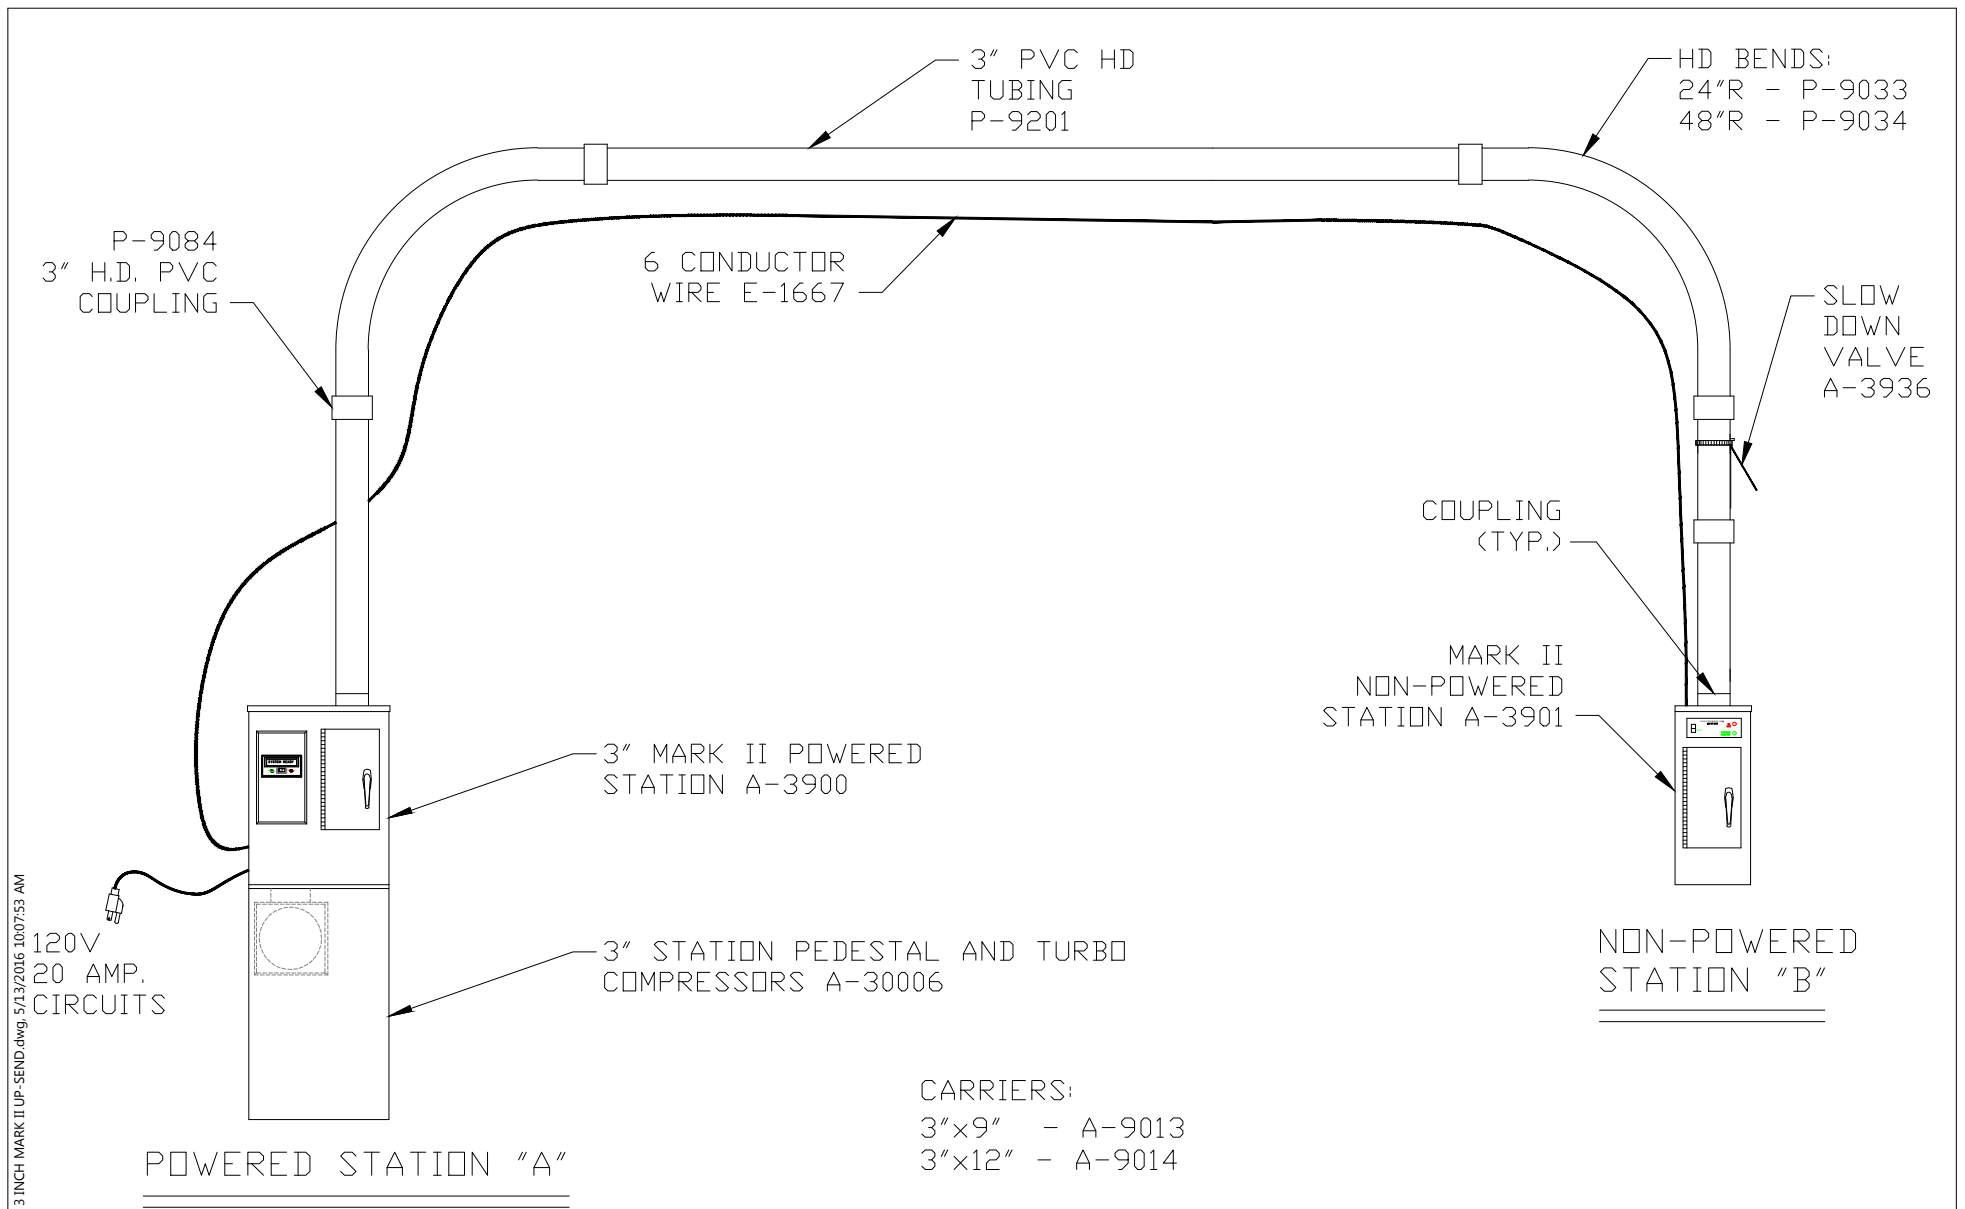 3" PVC HD
TUBING
P-9201
HD BENDS:
24"R - P-9033
48"R - P-9034
P-9084
3" H.D. PVC
COUPLING
6 CONDUCTOR
WIRE E-1667
SLOW
DOWN
VALVE
A-3936
COUPLING
(TYP.)
MARK II
NON-POWERED
STATION A-3901
3" MARK II POWERED
STATION A-3900
SYSTEM READY
120V
20 AMP.
CIRCUITS
3" STATION PEDESTAL AND TURBO
COMPRESSORS A-30006
NON-POWERED
STATION "B"
CARRIERS:
3"x9" - A-9013
3"x12" - A-9014
POWERED STATION "A"
3 INCH MARK II UP-SEND.dwg, 5/13/2016 10:07:53 AM